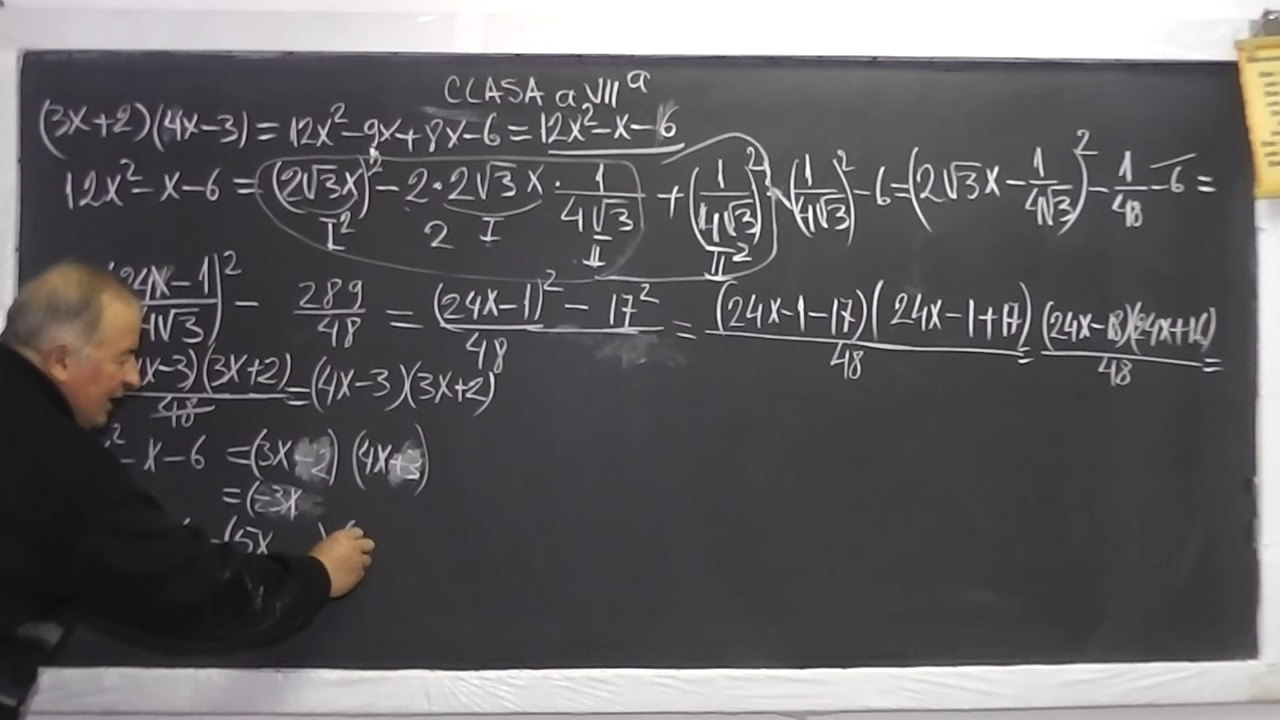 CLASA a VII a
(3x+2)(4x-3) = 12x²-9x+8x-6 = 12x²-x-6
12x²-x-6 = (2√3x)² - 2·2√3x · 1/(4√3) + (1/(4√3))² - (1/(4√3))² - 6 = (2√3x - 1/(4√3))² - 1/48 - 6 =
I² 2 I II II²
24x-1)² / 4√3 - 289/48 = ((24x-1)² - 17²)/48 = (24x-1-17)(24x-1+17)/48 = (24x-18)(24x+16)/48 =
x-3)(3x+2)/48 = (4x-3)(3x+2)
²-x-6 = (3x-2)(4x+3)
= (-3x
(5x ) (